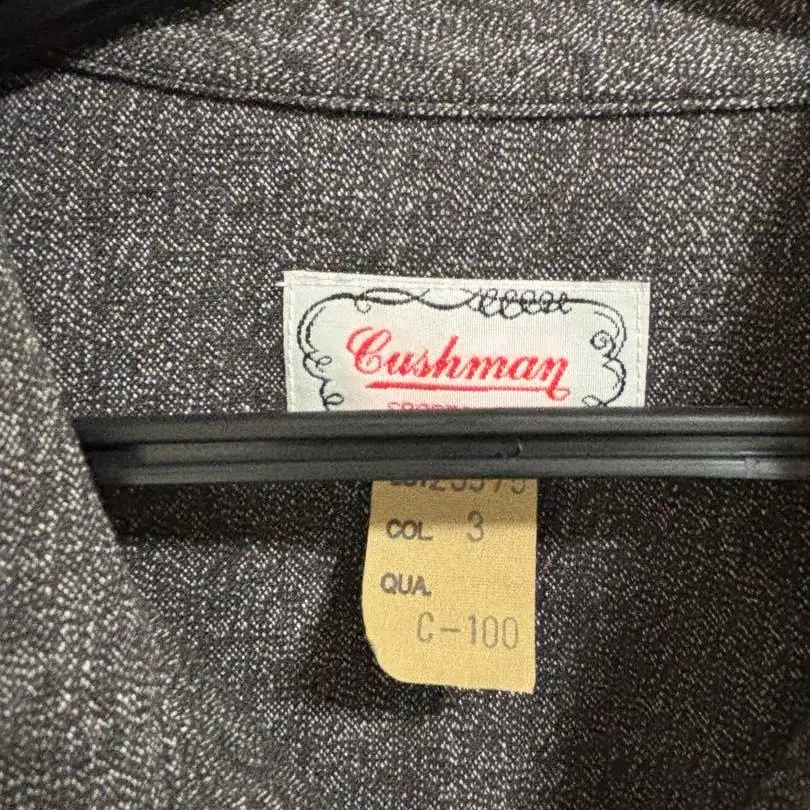 Cushman
COL 3
QUA.
C-100